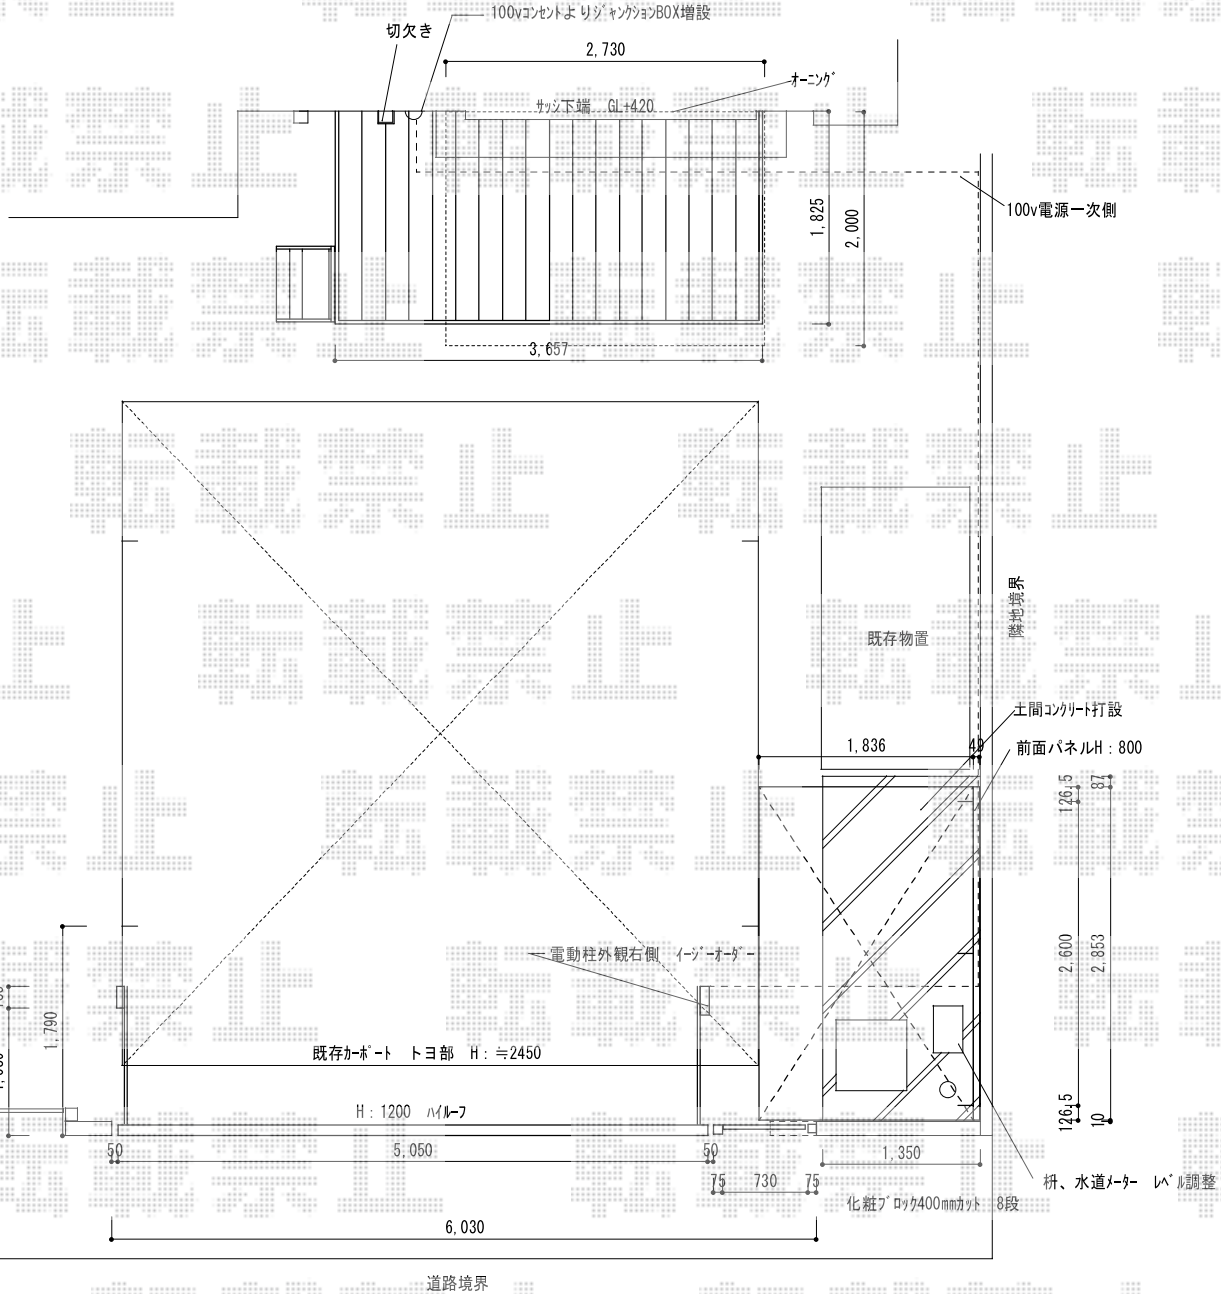 100vコンセントよりジャンクションBOX増設
切欠き
2,730
オーニング
サッシ下端 GL+420
1,825
2,000
100v電源一次側
3,657
隣地境界
既存物置
土間コンクリート打設
1,836
49
前面パネルH：800
126.5
87
2,600
2,853
電動柱外観右側 イージーオーダー
1,790
既存カーポート トヨ部 H：≒2450
H：1200 ハイルーフ
126.5
10
50
5,050
50
1,350
75
730
75
枡、水道メーター レベル調整
化粧ブロック400mmカット 8段
6,030
道路境界
転載禁止